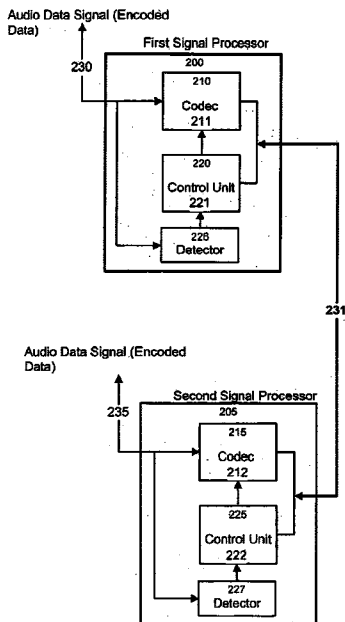 Audio Data Signal (Encoded
Data)
First Signal Processor
230
200
210
Codec
211
220
Control Unit
221
226
Detector
231
Audio Data Signal (Encoded
Data)
Second Signal Processor
235
205
215
Codec
212
225
Control Unit
222
227
Detector